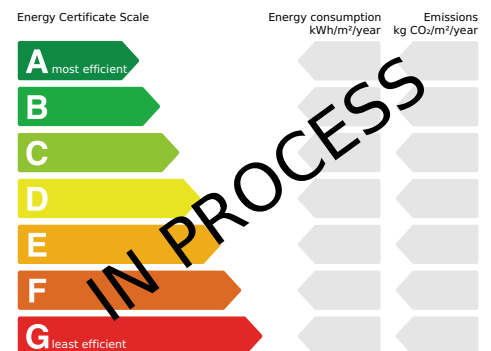 Energy Certificate Scale
Energy consumption
kWh/m²/year
Emissions
kg CO₂/m²/year
A most efficient
B
C
D
E
F
G least efficient
IN PROCESS